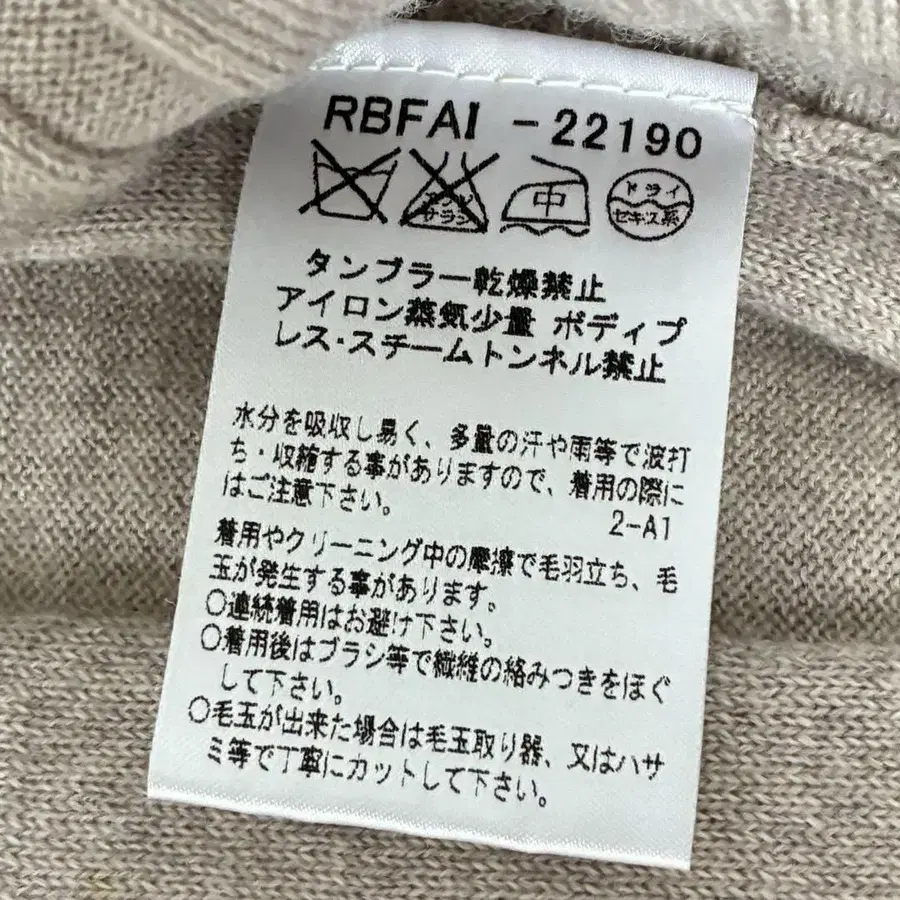 RBFAI -22190
エンソ
サラシ
中
ドライ
セキユ系
タンブラー乾燥禁止
アイロン蒸気少量 ボディプ
レス・スチームトンネル禁止
水分を吸収し易く、多量の汗や雨等で波打
ち・収縮する事がありますので、着用の際に
はご注意下さい。
2-A1
着用やクリーニング中の摩擦で毛羽立ち、毛
玉が発生する事があります。
○連続着用はお避け下さい。
○着用後はブラシ等で繊維の絡みつきをほぐ
して下さい。
○毛玉が出来た場合は毛玉取り器、又はハサ
ミ等で丁寧にカットして下さい。